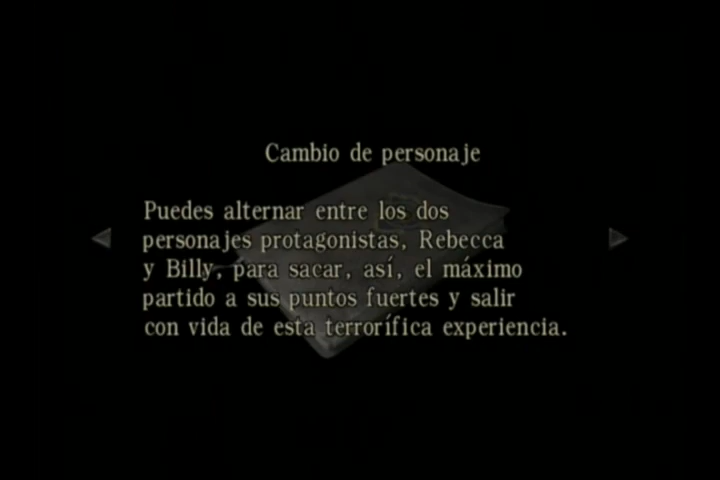 Cambio de personaje
Puedes alternar entre los dos
personajes protagonistas, Rebecca
y Billy, para sacar, así, el máximo
partido a sus puntos fuertes y salir
con vida de esta terrorífica experiencia.